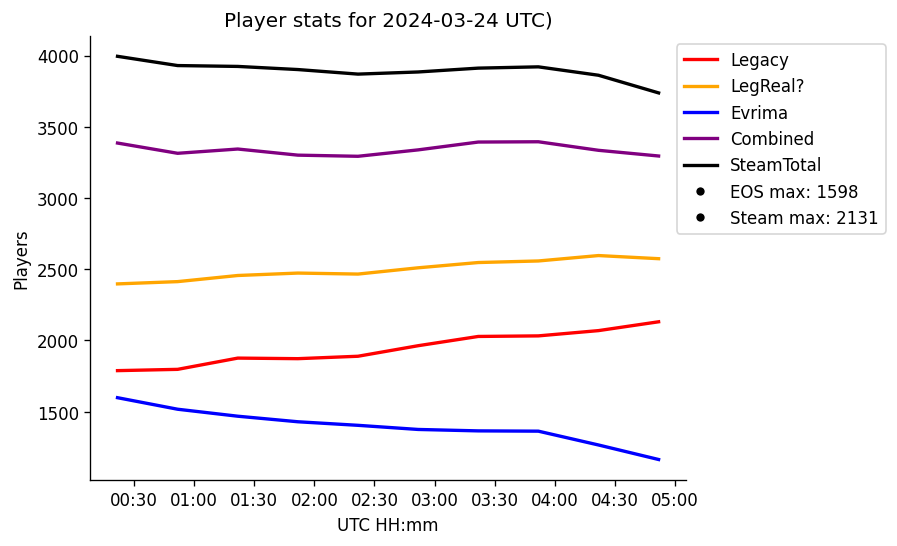 Player stats for 2024-03-24 UTC)
4000
3500
3000
2500
2000
1500
Players
00:30 01:00 01:30 02:00 02:30 03:00 03:30 04:00 04:30 05:00
UTC HH:mm
Legacy
LegReal?
Evrima
Combined
SteamTotal
EOS max: 1598
Steam max: 2131